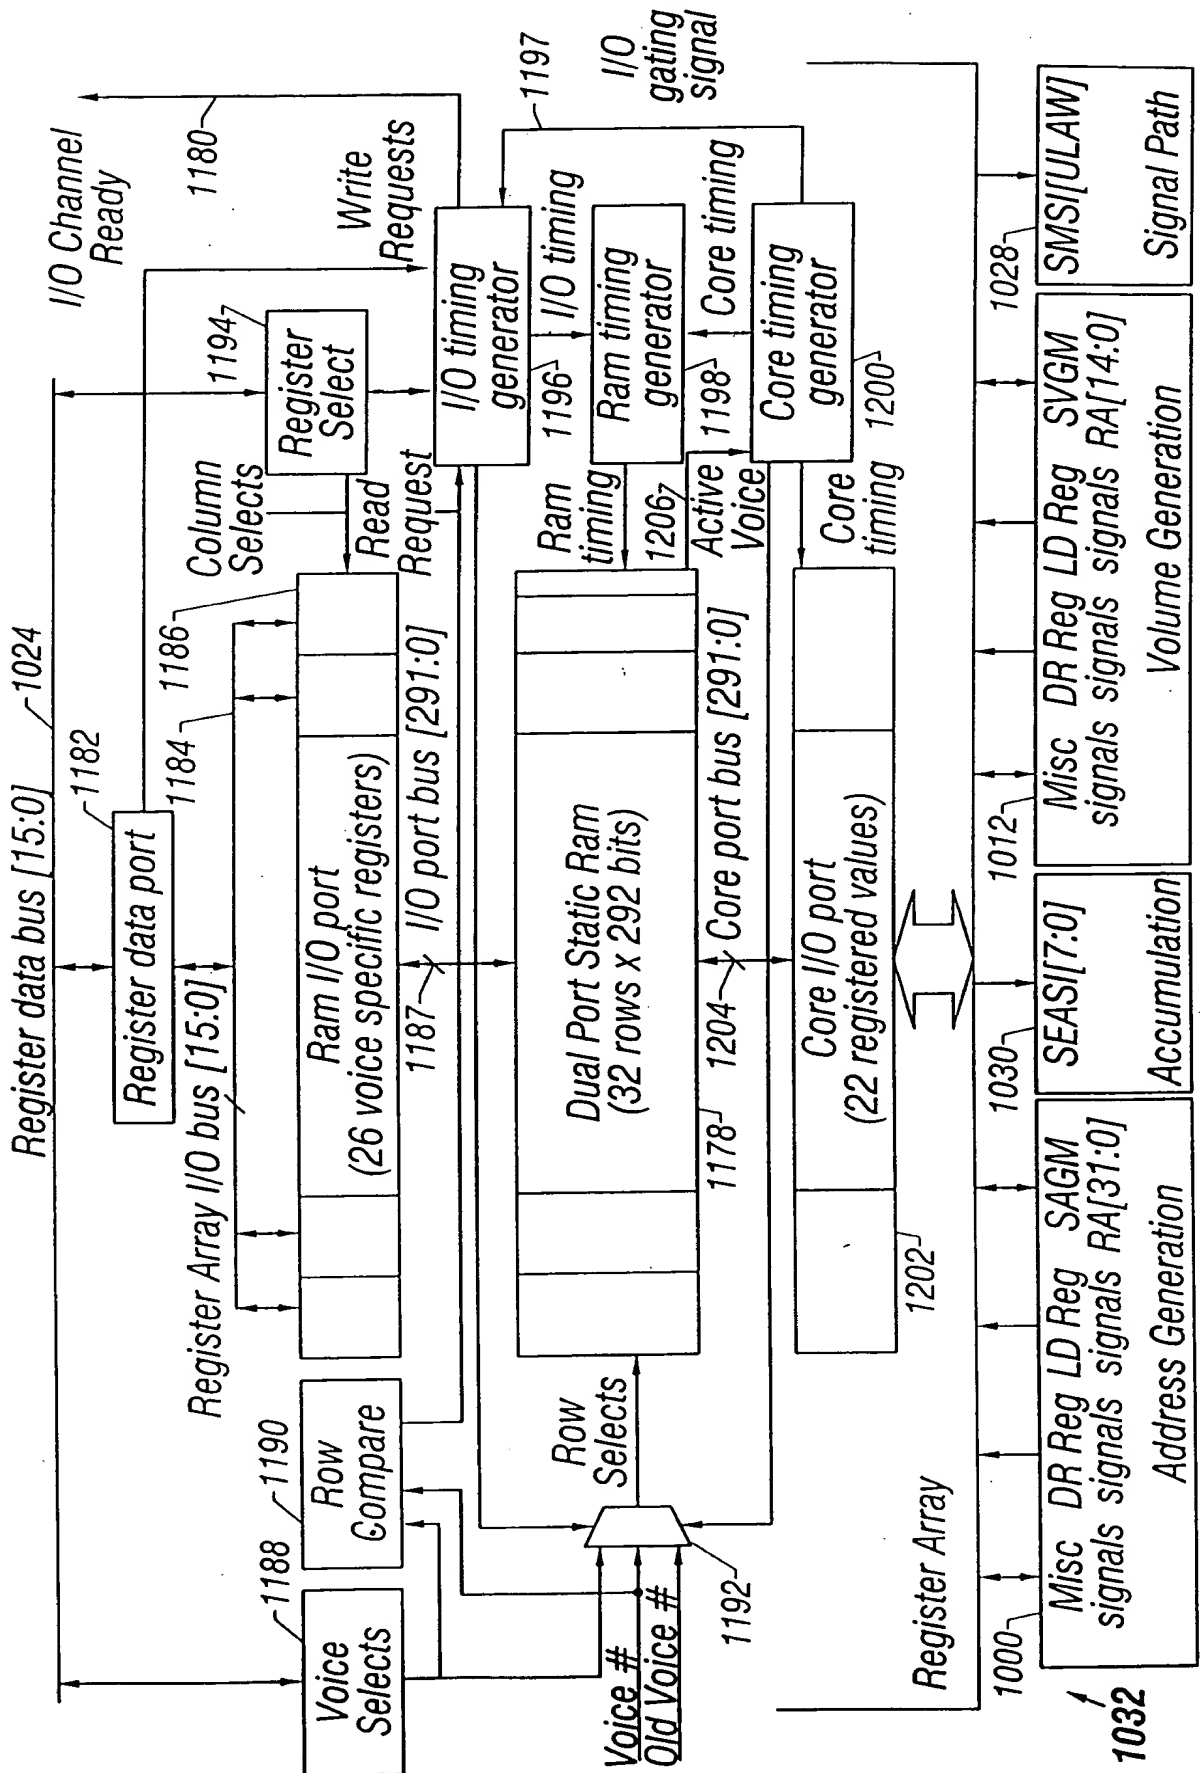 Register data bus [15:0]
1024
I/O Channel
Ready
1180
1182
Register data port
1184
Register Array I/O bus [15:0]
1186
Column
Selects
1194
Register
Select
Write
Requests
1188
Voice
Selects
1190
Row
Compare
Ram I/O port
(26 voice specific registers)
Read
Request
I/O timing
generator
1197
I/O
gating
signal
1187
I/O port bus [291:0]
1196
I/O timing
Row
Selects
Dual Port Static Ram
(32 rows x 292 bits)
Ram
timing
Ram timing
generator
Voice #
Old Voice #
1192
1178
1204
Core port bus [291:0]
1206
Active
Voice
1198
Core timing
Core timing
generator
1200
Core I/O port
(22 registered values)
Core
timing
1202
Register Array
1000
Misc DR Reg LD Reg SAGM
signals signals signals RA[31:0]
Address Generation
1030
SEASI[7:0]
Accumulation
1012
Misc DR Reg LD Reg SVGM
signals signals signals RA[14:0]
Volume Generation
1028
SMSI[ULAW]
Signal Path
1032